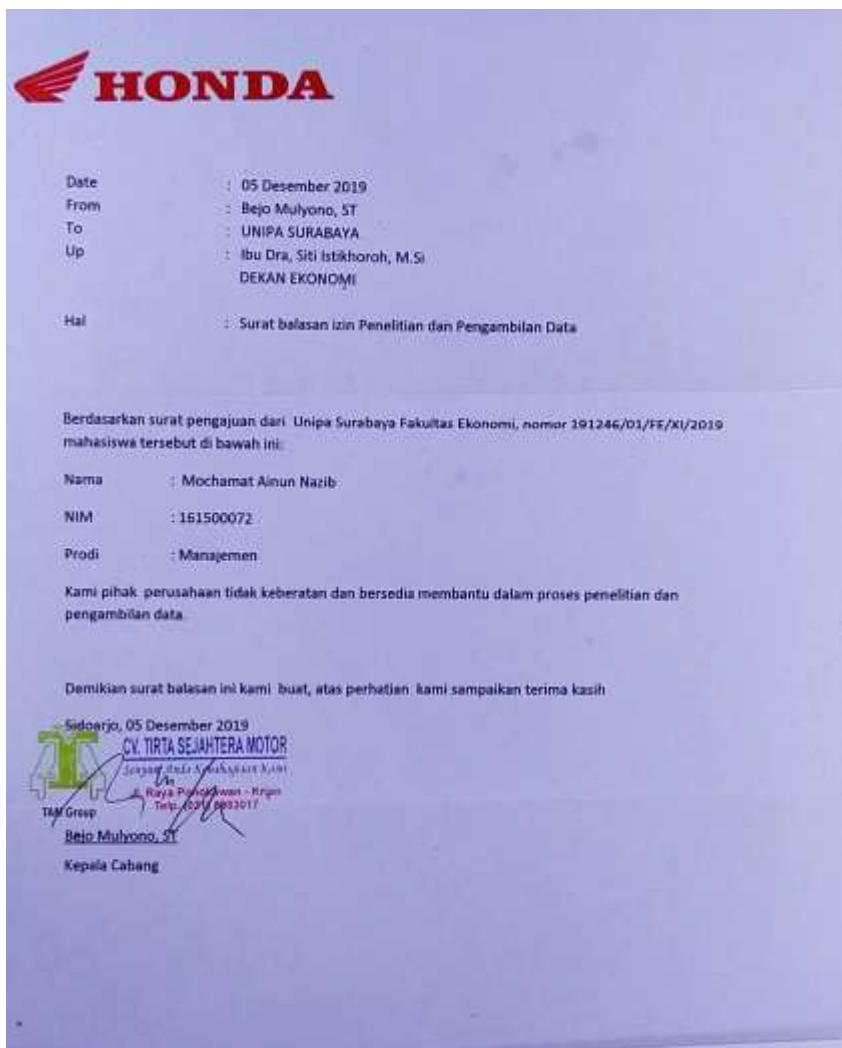 HONDA
Date : 05 Desember 2019
From : Bejo Mulyono, ST
To : UNIPA SURABAYA
Up : Ibu Dra, Siti Istikhoroh, M.Si
DEKAN EKONOMI
Hal : Surat balasan izin Penelitian dan Pengambilan Data
Berdasarkan surat pengajuan dari Unipa Surabaya Fakultas Ekonomi, nomor 191246/01/FE/XI/2019
mahasiswa tersebut di bawah ini:
Nama : Mochamat Ainun Nazib
NIM : 161500072
Prodi : Manajemen
Kami pihak perusahaan tidak keberatan dan bersedia membantu dalam proses penelitian dan
pengambilan data.
Demikian surat balasan ini kami buat, atas perhatian kami sampaikan terima kasih
Sidoarjo, 05 Desember 2019
CV. TIRTA SEJAHTERA MOTOR
Raya
Telp. (031)
TAM Group
Bejo Mulyono, ST
Kepala Cabang